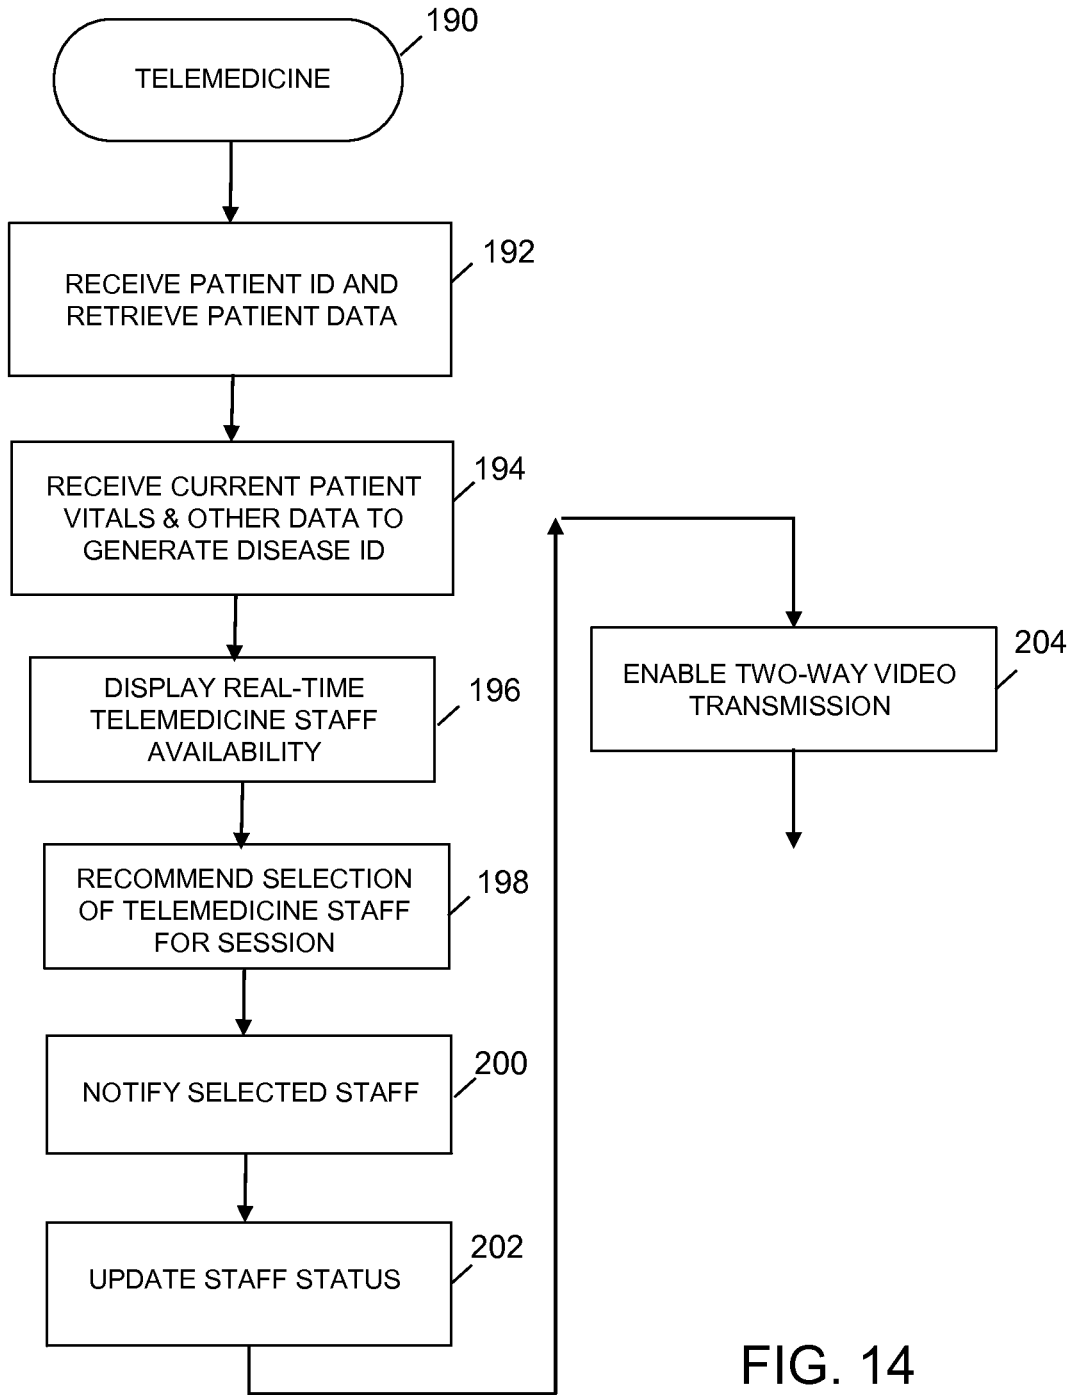 190
TELEMEDICINE
192
RECEIVE PATIENT ID AND
RETRIEVE PATIENT DATA
194
RECEIVE CURRENT PATIENT
VITALS & OTHER DATA TO
GENERATE DISEASE ID
196
DISPLAY REAL-TIME
TELEMEDICINE STAFF
AVAILABILITY
198
RECOMMEND SELECTION
OF TELEMEDICINE STAFF
FOR SESSION
200
NOTIFY SELECTED STAFF
202
UPDATE STAFF STATUS
204
ENABLE TWO-WAY VIDEO
TRANSMISSION
FIG. 14